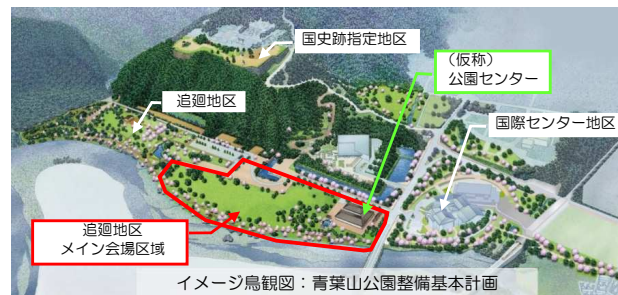 国史跡指定地区
（仮称）
公園センター
追廻地区
国際センター地区
追廻地区
メイン会場区域
イメージ鳥観図：青葉山公園整備基本計画